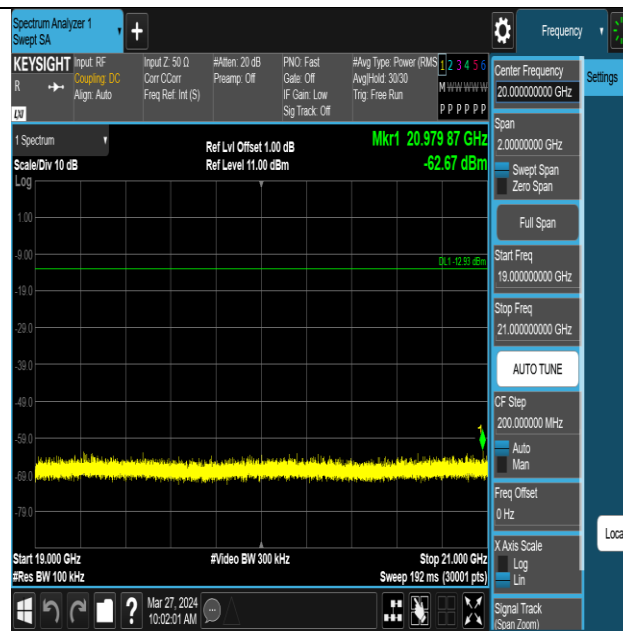 Spectrum Analyzer 1
Swept SA
+
Frequency
KEYSIGHT
R
LXI
Input: RF
Coupling: DC
Align: Auto
Input Z: 50 Ω
Corr CCorr
Freq Ref: Int (S)
#Atten: 20 dB
Preamp: Off
PNO: Fast
Gate: Off
IF Gain: Low
Sig Track: Off
#Avg Type: Power (RMS
Avg|Hold: 30/30
Trig: Free Run
1 2 3 4 5 6
M W W W W W
P P P P P P
1 Spectrum
Scale/Div 10 dB
Log
Ref Lvl Offset 1.00 dB
Ref Level 11.00 dBm
Mkr1 20.979 87 GHz
-62.67 dBm
1.00
-9.00
DL1 -12.93 dBm
-19.0
-29.0
-39.0
-49.0
-59.0
1
-69.0
-79.0
Start 19.000 GHz
#Res BW 100 kHz
#Video BW 300 kHz
Stop 21.000 GHz
Sweep 192 ms (30001 pts)
Center Frequency
20.000000000 GHz
Settings
Span
2.00000000 GHz
Swept Span
Zero Span
Full Span
Start Freq
19.000000000 GHz
Stop Freq
21.000000000 GHz
AUTO TUNE
CF Step
200.000000 MHz
Auto
Man
Freq Offset
0 Hz
Loca
X Axis Scale
Log
Lin
Signal Track
(Span Zoom)
?
Mar 27, 2024
10:02:01 AM